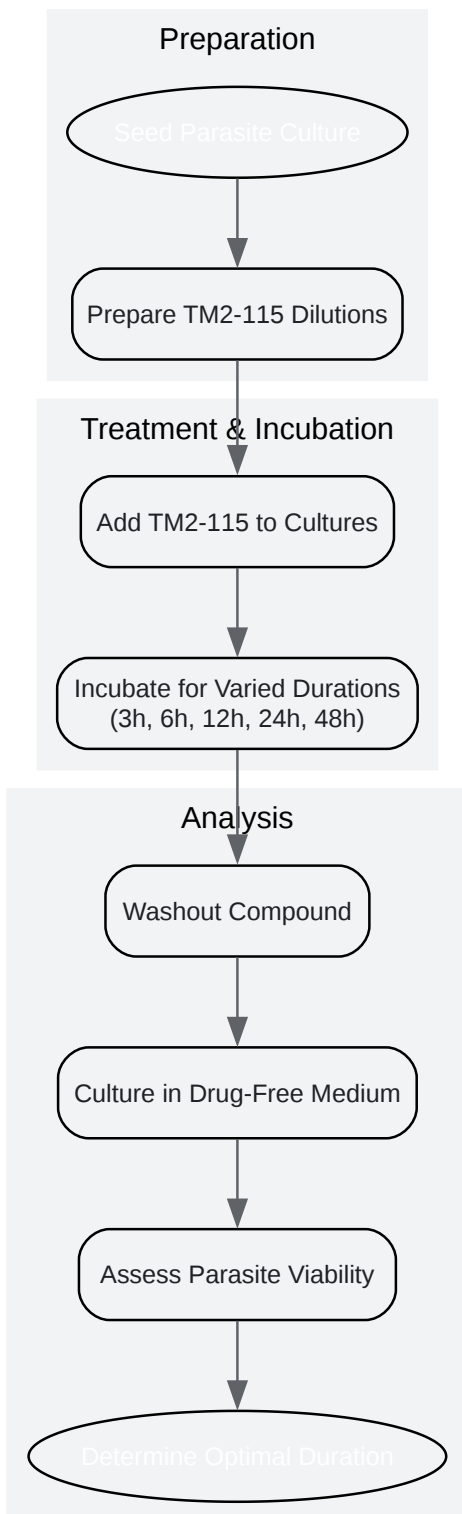 Preparation
Seed Parasite Culture
Prepare TM2-115 Dilutions
Treatment & Incubation
Add TM2-115 to Cultures
Incubate for Varied Durations
(3h, 6h, 12h, 24h, 48h)
Analysis
Washout Compound
Culture in Drug-Free Medium
Assess Parasite Viability
Determine Optimal Duration